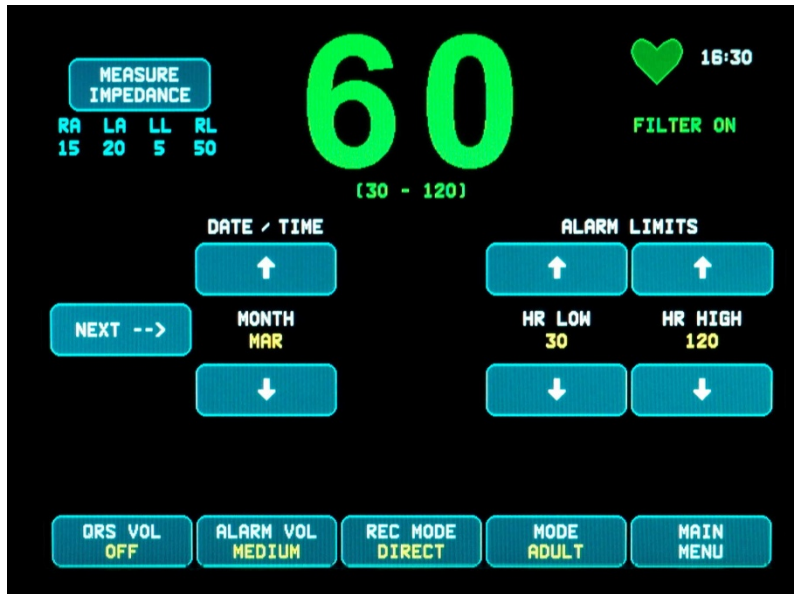 60
16:30
MEASURE
IMPEDANCE
RA LA LL RL
15 20 5 50
FILTER ON
(30 - 120)
DATE / TIME
ALARM LIMITS
NEXT -->
MONTH
MAR
HR LOW
30
HR HIGH
120
QRS VOL
OFF
ALARM VOL
MEDIUM
REC MODE
DIRECT
MODE
ADULT
MAIN
MENU